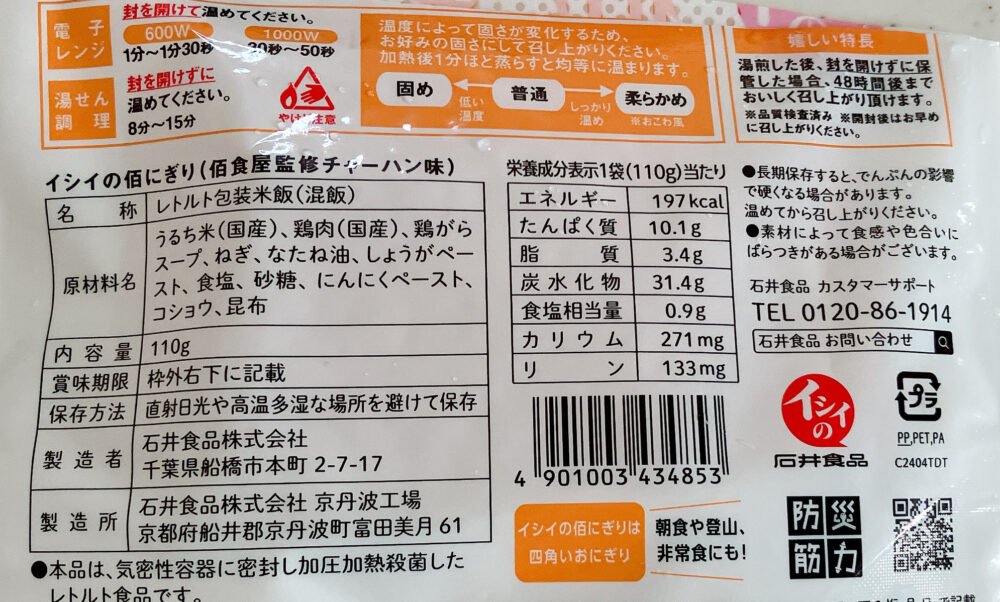 電子
レンジ
封を開けて温めてください。
600W
1000W
1分〜1分30秒
30秒〜50秒
湯せん
調理
封を開けずに
温めてください。
8分〜15分
やけど注意
温度によって固さが変化するため、
お好みの固さにして召し上がりください。
加熱後1分ほど蒸らすと均等に温まります。
固め
普通
柔らかめ
低い
温度
しっかり
温め
※おこわ風
嬉しい特長
湯煎した後、封を開けずに保
管した場合、48時間後まで
おいしく召し上がり頂けます。
※品質検査済み ※開封後はお早め
に召し上がりください。
イシイの佰にぎり(佰食屋監修チャーハン味)
名称 レトルト包装米飯(混飯)
原材料名
うるち米(国産)、鶏肉(国産)、鶏がら
スープ、ねぎ、なたね油、しょうがペー
スト、食塩、砂糖、にんにくペースト、
コショウ、昆布
内容量 110g
賞味期限 枠外右下に記載
保存方法 直射日光や高温多湿な場所を避けて保存
製造者
石井食品株式会社
千葉県船橋市本町 2-7-17
製造所
石井食品株式会社 京丹波工場
京都府船井郡京丹波町富田美月 61
●本品は、気密性容器に密封し加圧加熱殺菌した
レトルト食品です。
栄養成分表示1袋(110g)当たり
エネルギー 197kcal
たんぱく質 10.1g
脂質 3.4g
炭水化物 31.4g
食塩相当量 0.9g
カリウム 271mg
リン 133mg
4 901003 434853
イシイの佰にぎりは
四角いおにぎり
朝食や登山、
非常食にも!
●長期保存すると、でんぷんの影響
で硬くなる場合があります。
温めてから召し上がりください。
●素材によって食感や色合いに
ばらつきがある場合がございます。
石井食品 カスタマーサポート
TEL 0120-86-1914
石井食品 お問い合わせ
イシイの
石井食品
プラ
PP,PET,PA
C2404TDT
防災
筋力